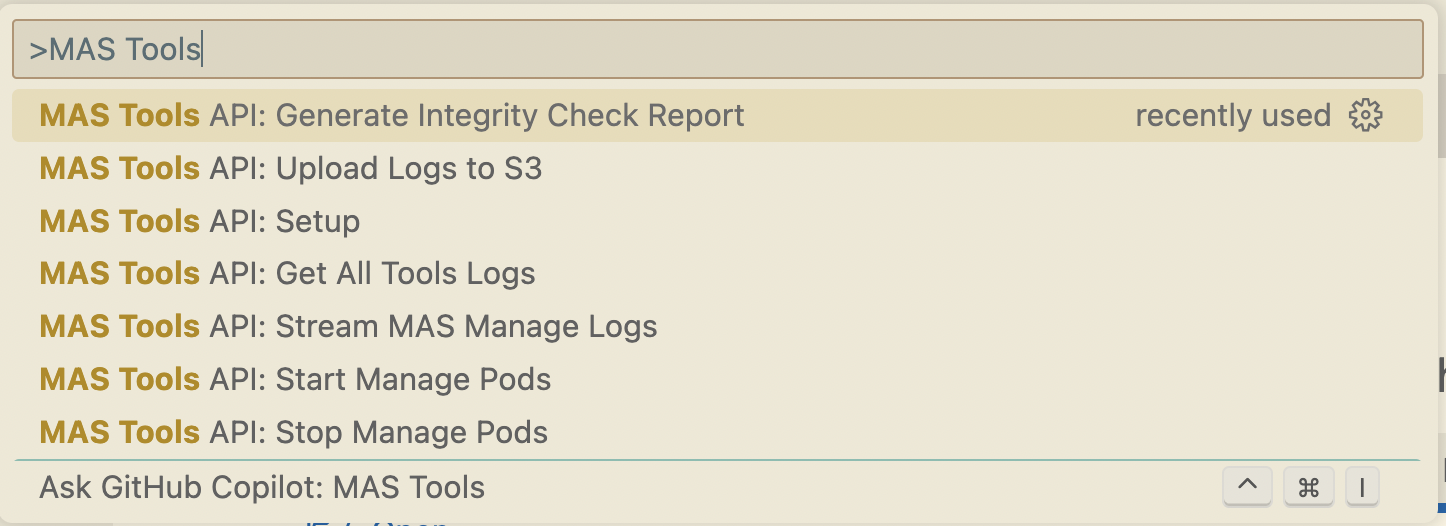 >MAS Tools
MAS Tools API: Generate Integrity Check Report recently used
MAS Tools API: Upload Logs to S3
MAS Tools API: Setup
MAS Tools API: Get All Tools Logs
MAS Tools API: Stream MAS Manage Logs
MAS Tools API: Start Manage Pods
MAS Tools API: Stop Manage Pods
Ask GitHub Copilot: MAS Tools ^ ⌘ I